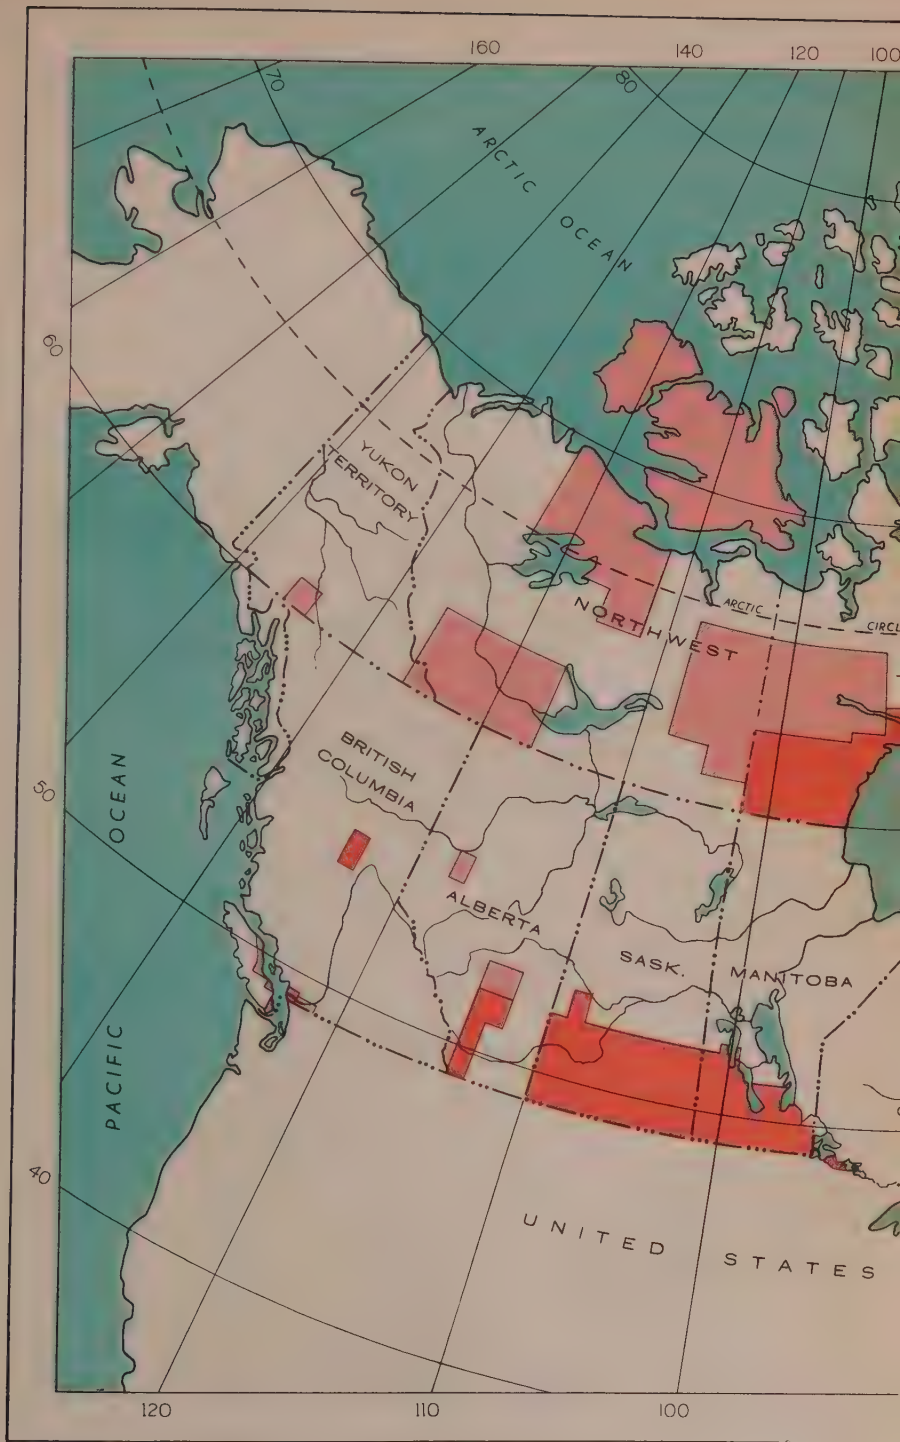 160
140
120
100
70
80
ARCTIC
OCEAN
60
YUKON
TERRITORY
ARCTIC
CIRCL
NORTHWEST
BRITISH
COLUMBIA
50
OCEAN
ALBERTA
SASK.
MANITOBA
PACIFIC
40
UNITED STATES
120
110
100